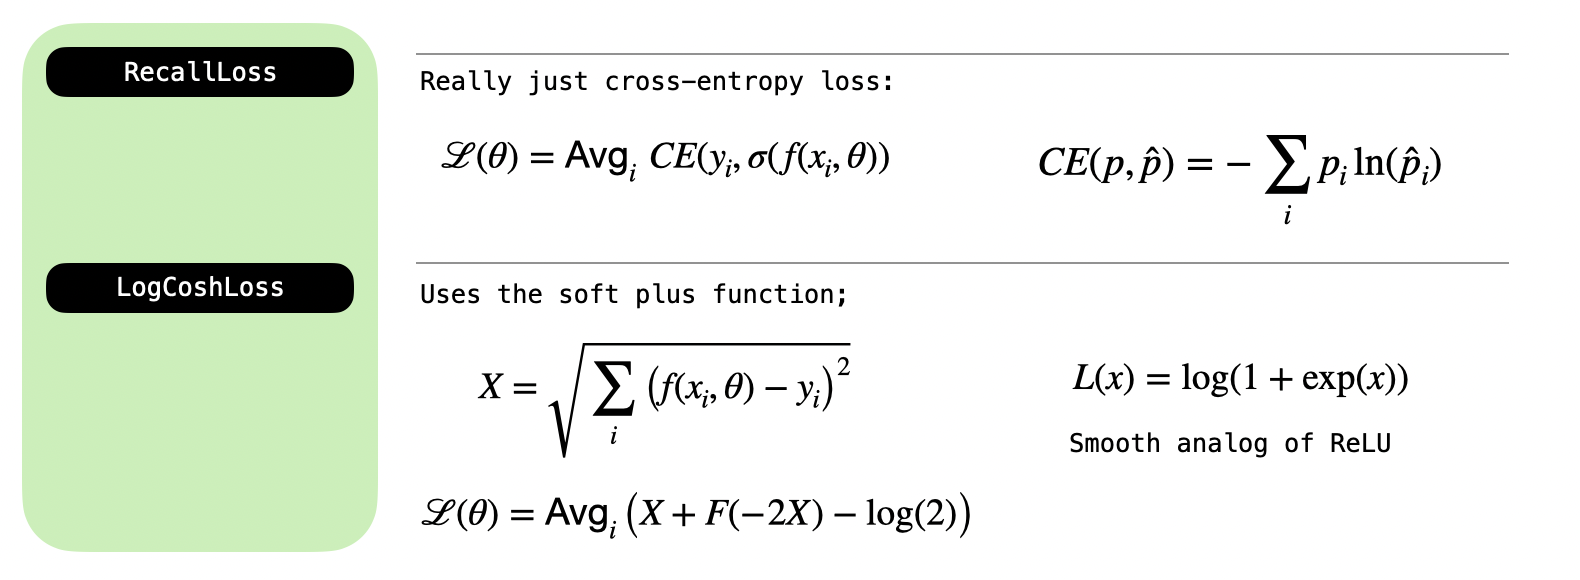 RecallLoss
Really just cross-entropy loss:
ℒ(θ) = Avg_i CE(y_i, σ(f(x_i, θ))
CE(p, p̂) = − ∑_i p_i ln(p̂_i)
LogCoshLoss
Uses the soft plus function;
X = √(∑_i (f(x_i, θ) − y_i)^2)
L(x) = log(1 + exp(x))
Smooth analog of ReLU
ℒ(θ) = Avg_i (X + F(−2X) − log(2))